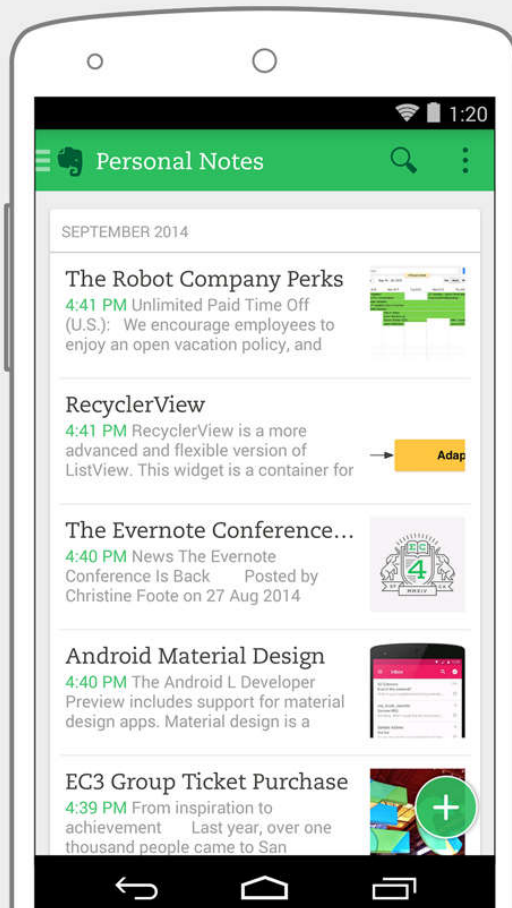 1:20
Personal Notes
SEPTEMBER 2014
The Robot Company Perks
4:41 PM Unlimited Paid Time Off
(U.S.): We encourage employees to
enjoy an open vacation policy, and
RecyclerView
4:41 PM RecyclerView is a more
advanced and flexible version of
ListView. This widget is a container for
Adap
The Evernote Conference...
4:40 PM News The Evernote
Conference Is Back Posted by
Christine Foote on 27 Aug 2014
EC
4
MMXIV
Android Material Design
4:40 PM The Android L Developer
Preview includes support for material
design apps. Material design is a
Inbox
EC3 Group Ticket Purchase
4:39 PM From inspiration to
achievement Last year, over one
thousand people came to San